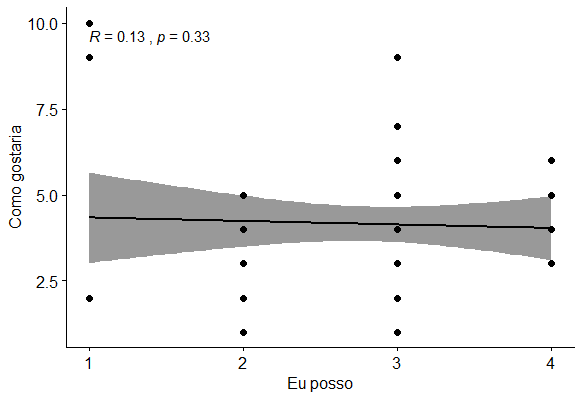 10.0
R = 0.13 , p = 0.33
7.5
Como gostaria
5.0
2.5
1 2 3 4
Eu posso